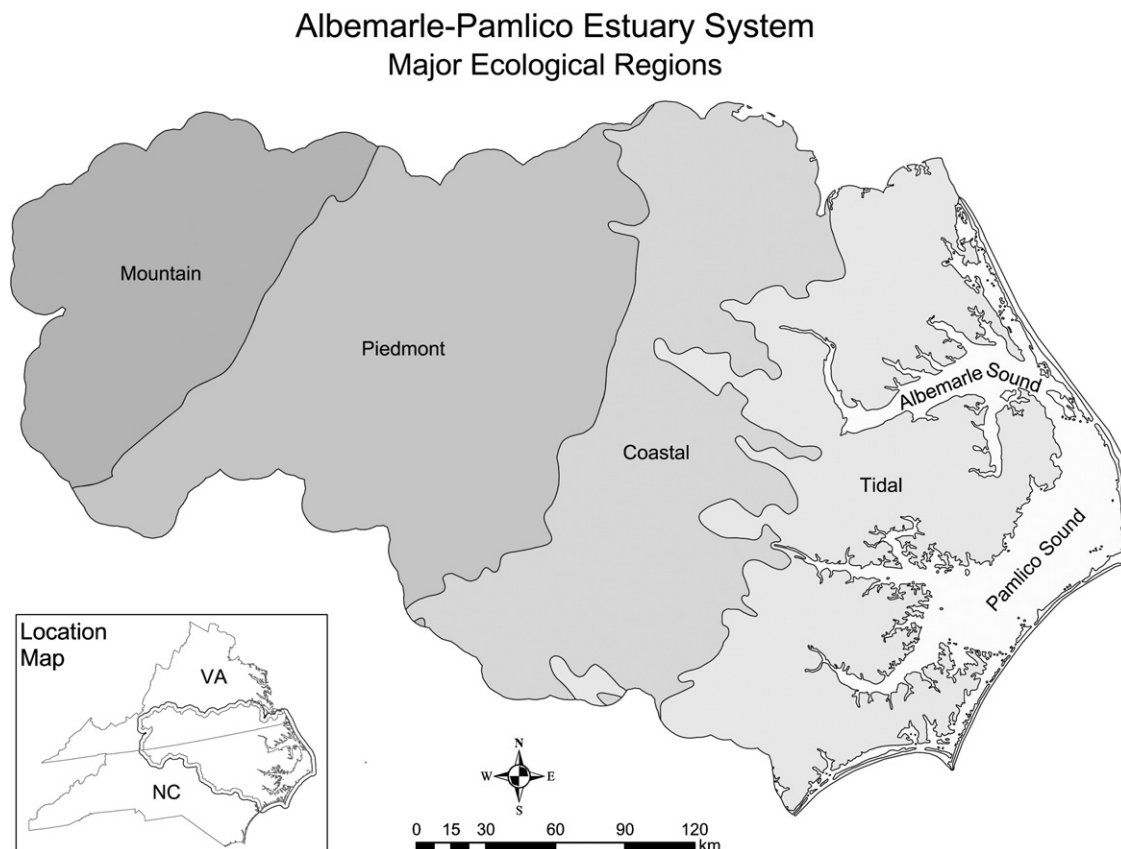 Albemarle-Pamlico Estuary System
Major Ecological Regions
Mountain
Piedmont
Coastal
Tidal
Albemarle Sound
Pamlico Sound
Location
Map
VA
NC
N
W E
S
0 15 30 60 90 120
km